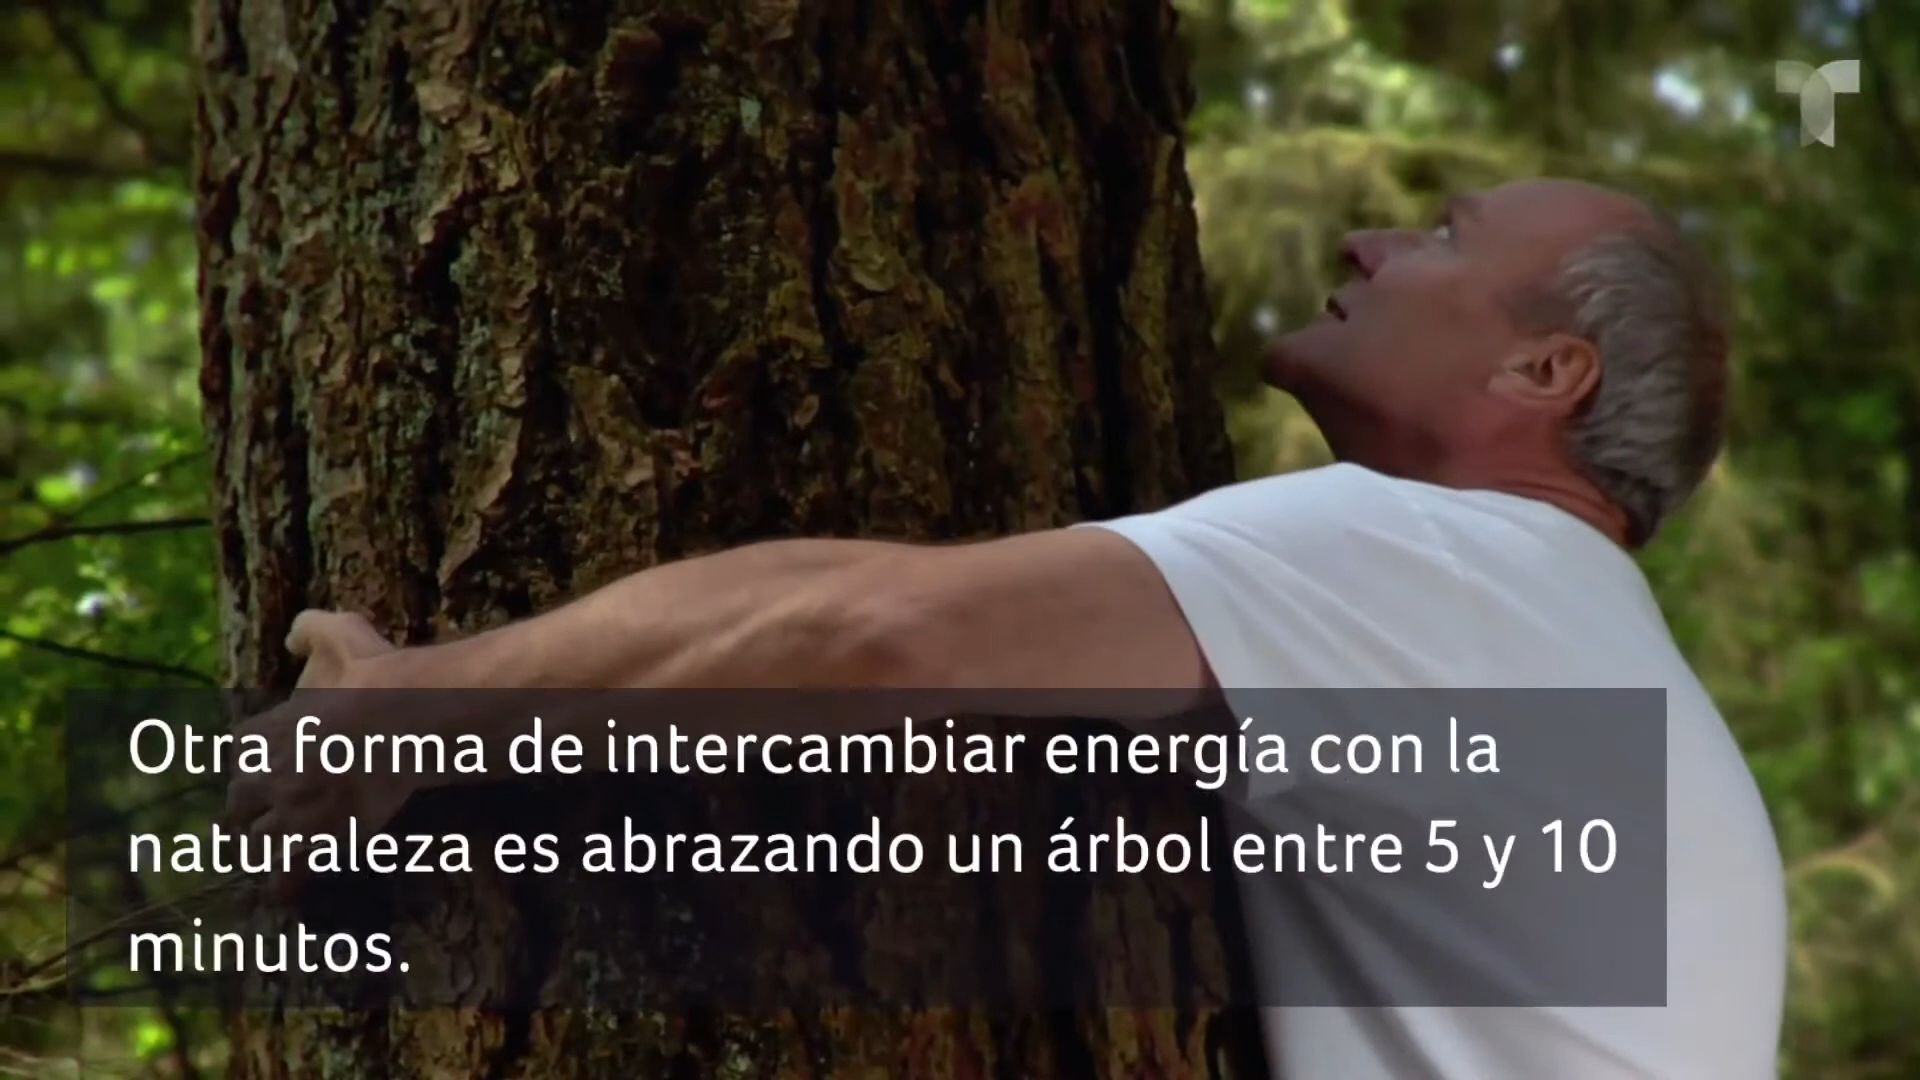 Otra forma de intercambiar energía con la
naturaleza es abrazando un árbol entre 5 y 10
minutos.